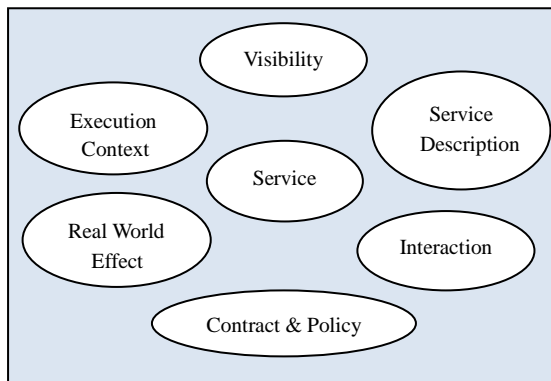 Visibility
Execution
Context
Service
Description
Service
Real World
Effect
Interaction
Contract & Policy